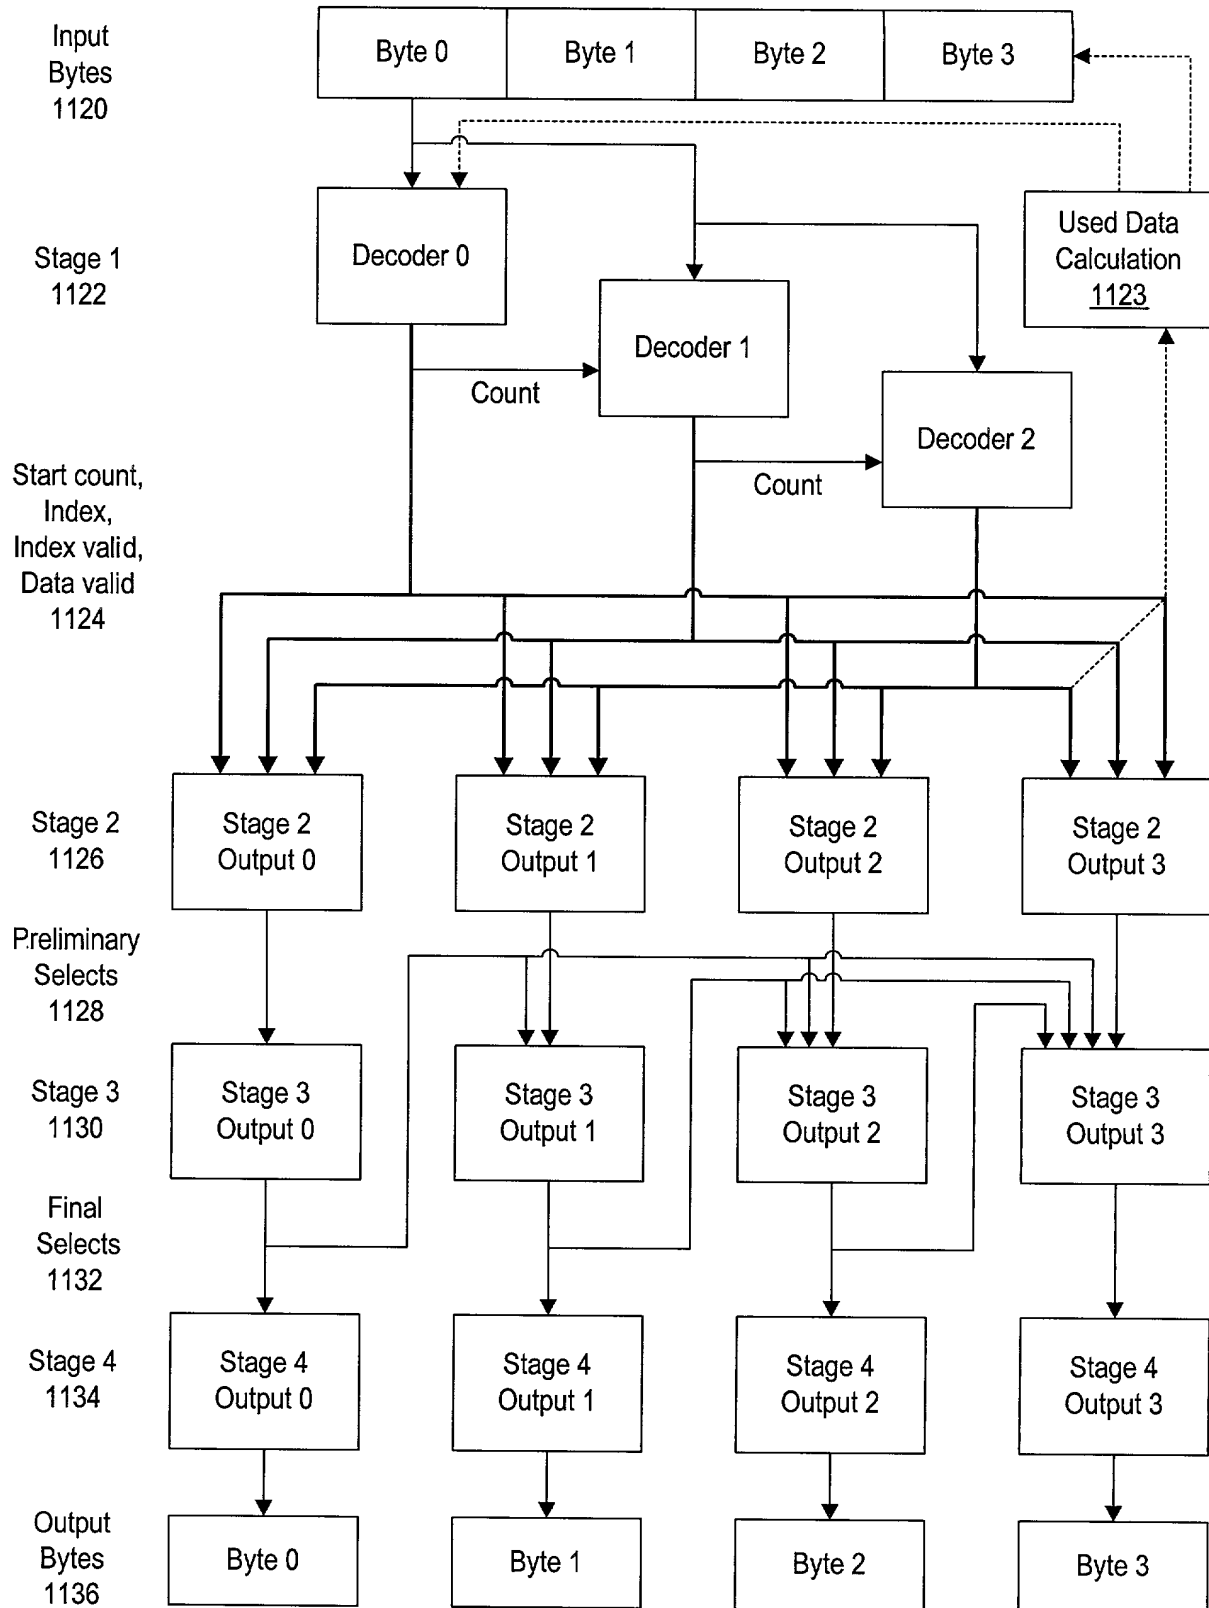 Input
Bytes
1120
Byte 0
Byte 1
Byte 2
Byte 3
Stage 1
1122
Decoder 0
Decoder 1
Decoder 2
Used Data
Calculation
1123
Count
Count
Start count,
Index,
Index valid,
Data valid
1124
Stage 2
1126
Stage 2
Output 0
Stage 2
Output 1
Stage 2
Output 2
Stage 2
Output 3
Preliminary
Selects
1128
Stage 3
1130
Stage 3
Output 0
Stage 3
Output 1
Stage 3
Output 2
Stage 3
Output 3
Final
Selects
1132
Stage 4
1134
Stage 4
Output 0
Stage 4
Output 1
Stage 4
Output 2
Stage 4
Output 3
Output
Bytes
1136
Byte 0
Byte 1
Byte 2
Byte 3